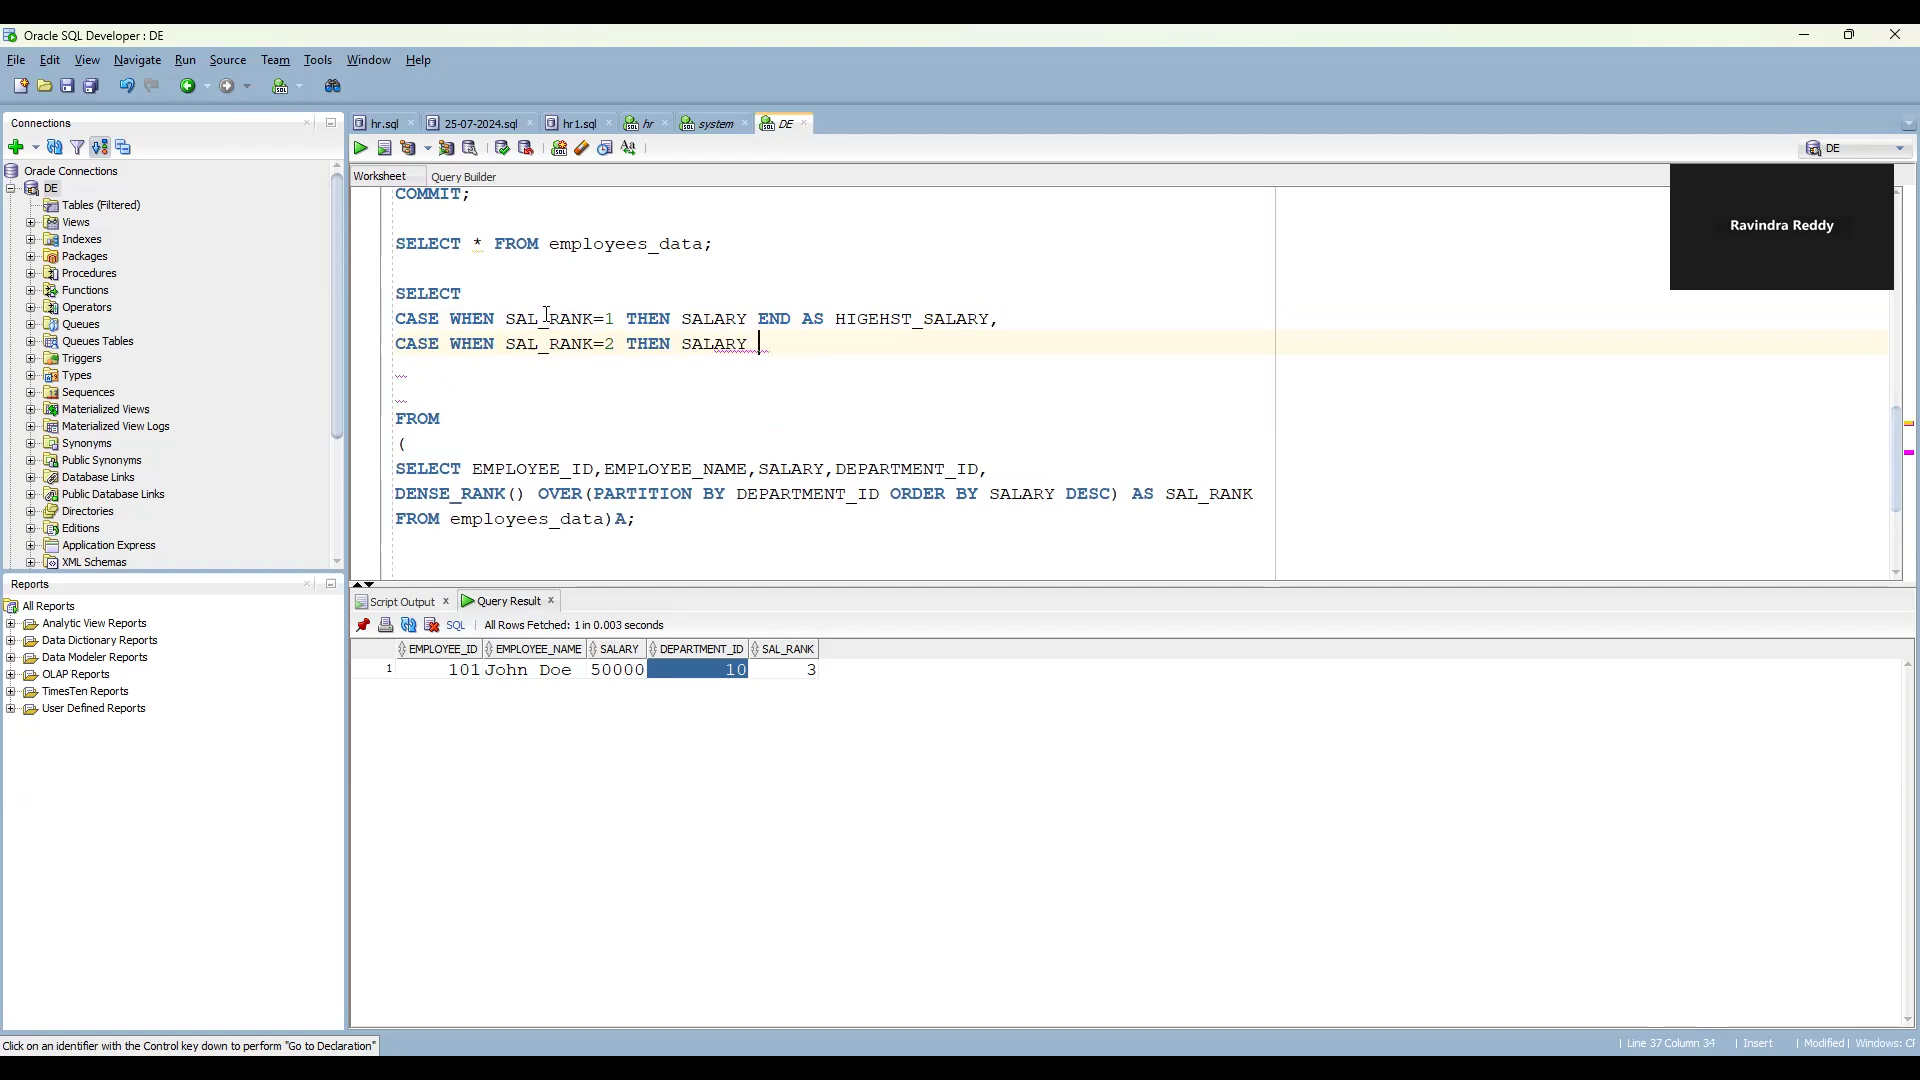 Oracle SQL Developer : DE
File Edit View Navigate Run Source Team Tools Window Help
Connections
Oracle Connections
DE
Tables (Filtered)
Views
Indexes
Packages
Procedures
Functions
Operators
Queues
Queues Tables
Triggers
Types
Sequences
Materialized Views
Materialized View Logs
Synonyms
Public Synonyms
Database Links
Public Database Links
Directories
Editions
Application Express
XML Schemas
Reports
All Reports
Analytic View Reports
Data Dictionary Reports
Data Modeler Reports
OLAP Reports
TimesTen Reports
User Defined Reports
hr.sql 25-07-2024.sql hr1.sql hr system DE
DE
Worksheet Query Builder
Ravindra Reddy
COMMIT;
SELECT * FROM employees_data;
SELECT
CASE WHEN SAL_RANK=1 THEN SALARY END AS HIGEHST_SALARY,
CASE WHEN SAL_RANK=2 THEN SALARY
FROM
(
SELECT EMPLOYEE_ID,EMPLOYEE_NAME,SALARY,DEPARTMENT_ID,
DENSE_RANK() OVER(PARTITION BY DEPARTMENT_ID ORDER BY SALARY DESC) AS SAL_RANK
FROM employees_data)A;
Script Output Query Result
SQL All Rows Fetched: 1 in 0.003 seconds
EMPLOYEE_ID EMPLOYEE_NAME SALARY DEPARTMENT_ID SAL_RANK
1 101 John Doe 50000 10 3
Click on an identifier with the Control key down to perform "Go to Declaration"
Line 37 Column 34 Insert Modified Windows: